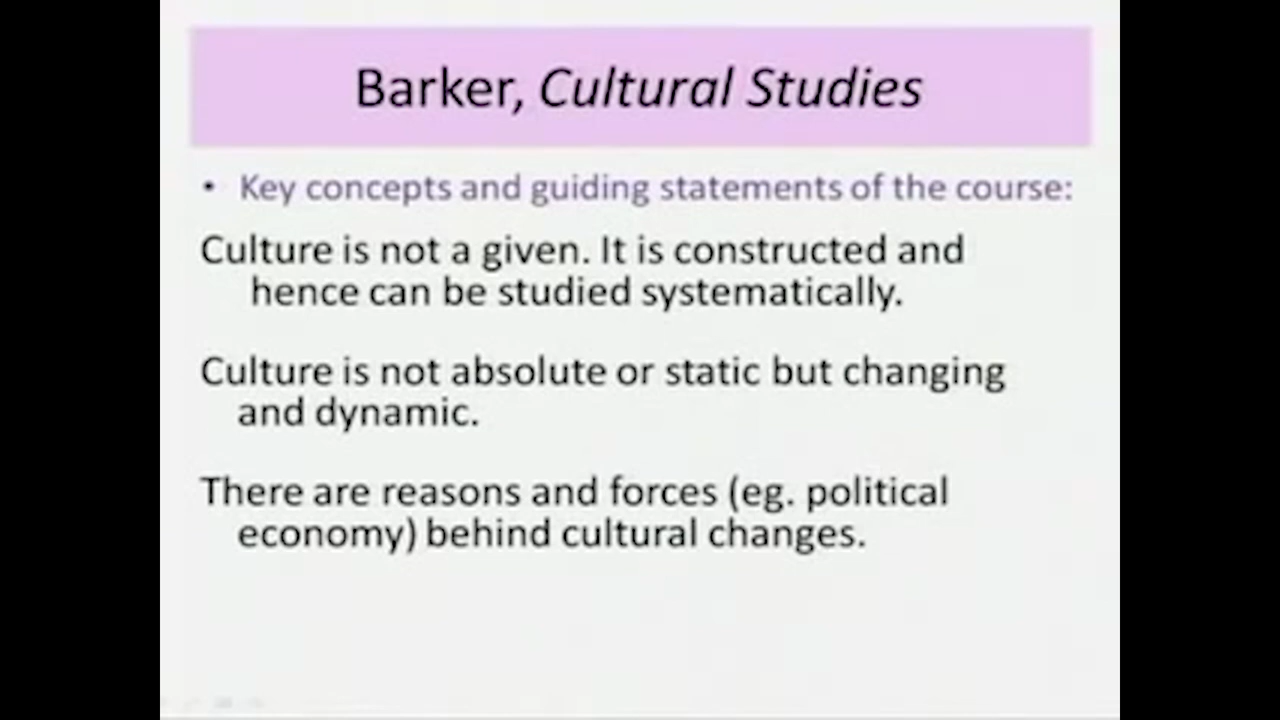 Barker, Cultural Studies
• Key concepts and guiding statements of the course:
Culture is not a given. It is constructed and
hence can be studied systematically.
Culture is not absolute or static but changing
and dynamic.
There are reasons and forces (eg. political
economy) behind cultural changes.